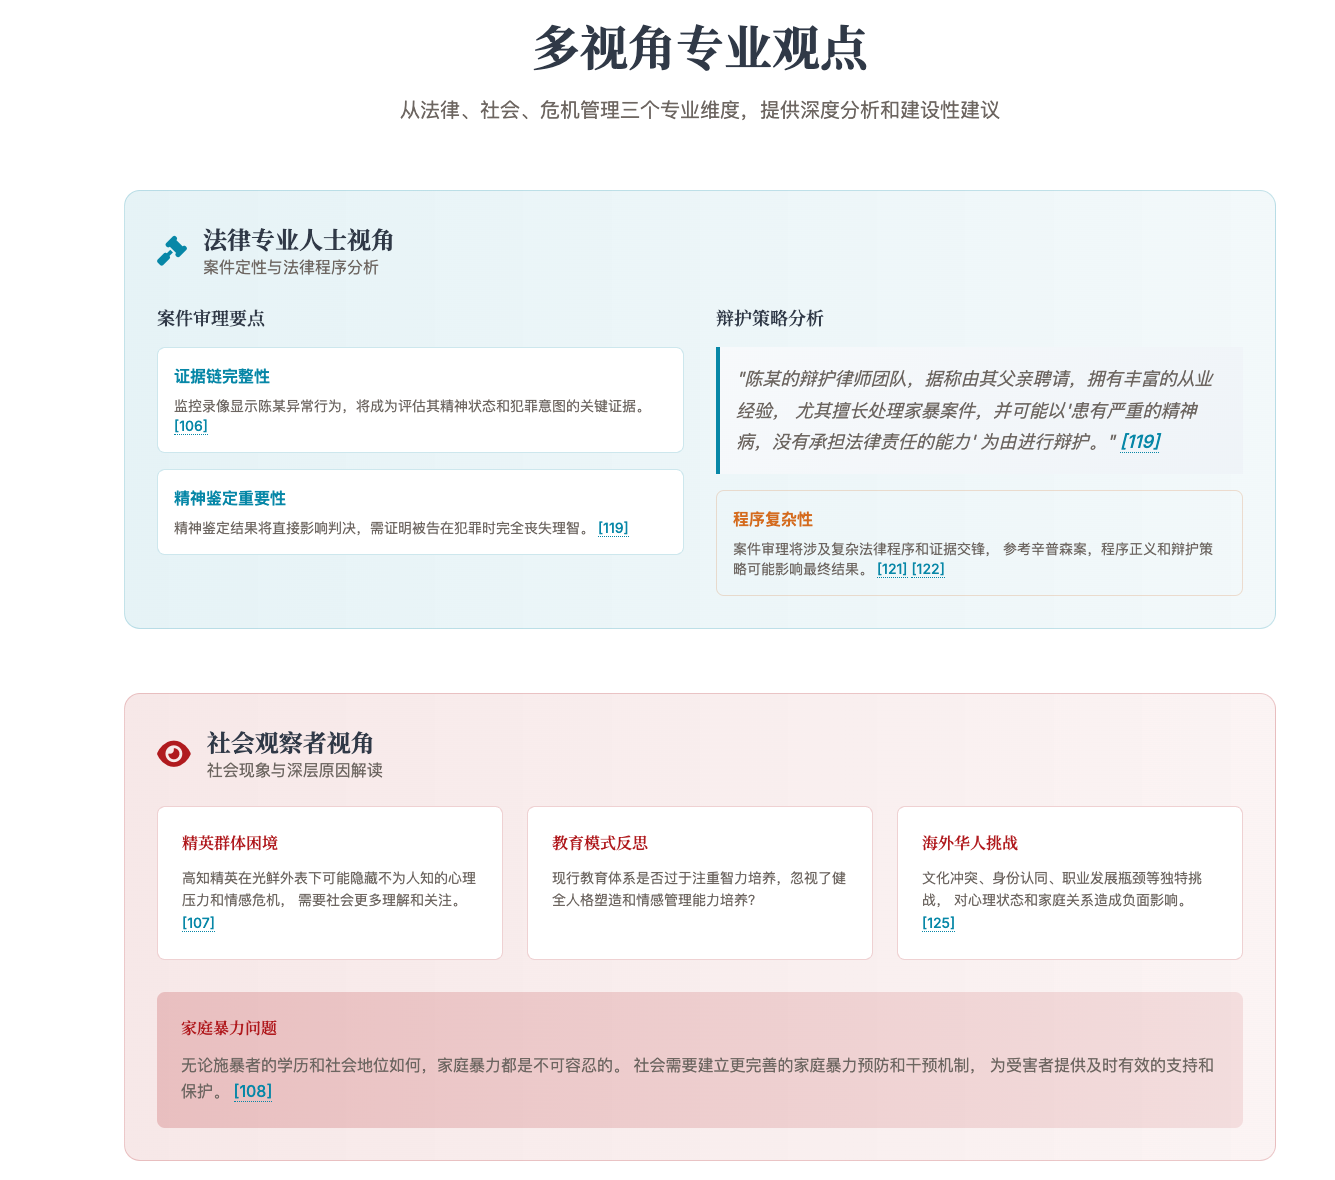 多视角专业观点
从法律、社会、危机管理三个专业维度，提供深度分析和建设性建议
法律专业人士视角
案件定性与法律程序分析
案件审理要点
证据链完整性
监控录像显示陈某异常行为，将成为评估其精神状态和犯罪意图的关键证据。
[106]
精神鉴定重要性
精神鉴定结果将直接影响判决，需证明被告在犯罪时完全丧失理智。 [119]
辩护策略分析
"陈某的辩护律师团队，据称由其父亲聘请，拥有丰富的从业
经验， 尤其擅长处理家暴案件，并可能以'患有严重的精神
病，没有承担法律责任的能力' 为由进行辩护。" [119]
程序复杂性
案件审理将涉及复杂法律程序和证据交锋， 参考辛普森案，程序正义和辩护策
略可能影响最终结果。 [121] [122]
社会观察者视角
社会现象与深层原因解读
精英群体困境
高知精英在光鲜外表下可能隐藏不为人知的心理
压力和情感危机， 需要社会更多理解和关注。
[107]
教育模式反思
现行教育体系是否过于注重智力培养，忽视了健
全人格塑造和情感管理能力培养?
海外华人挑战
文化冲突、身份认同、职业发展瓶颈等独特挑
战， 对心理状态和家庭关系造成负面影响。
[125]
家庭暴力问题
无论施暴者的学历和社会地位如何，家庭暴力都是不可容忍的。 社会需要建立更完善的家庭暴力预防和干预机制， 为受害者提供及时有效的支持和
保护。 [108]